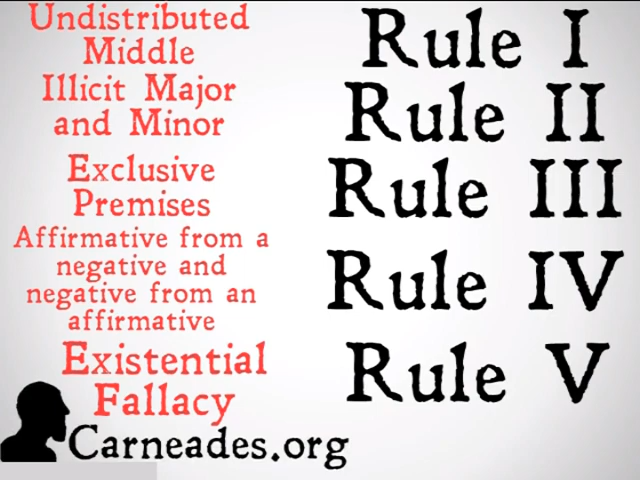 Undistributed
Middle
Rule I
Illicit Major
and Minor
Rule II
Exclusive
Premises
Rule III
Affirmative from a
negative and
negative from an
affirmative
Rule IV
Existential
Fallacy
Rule V
Carneades.org